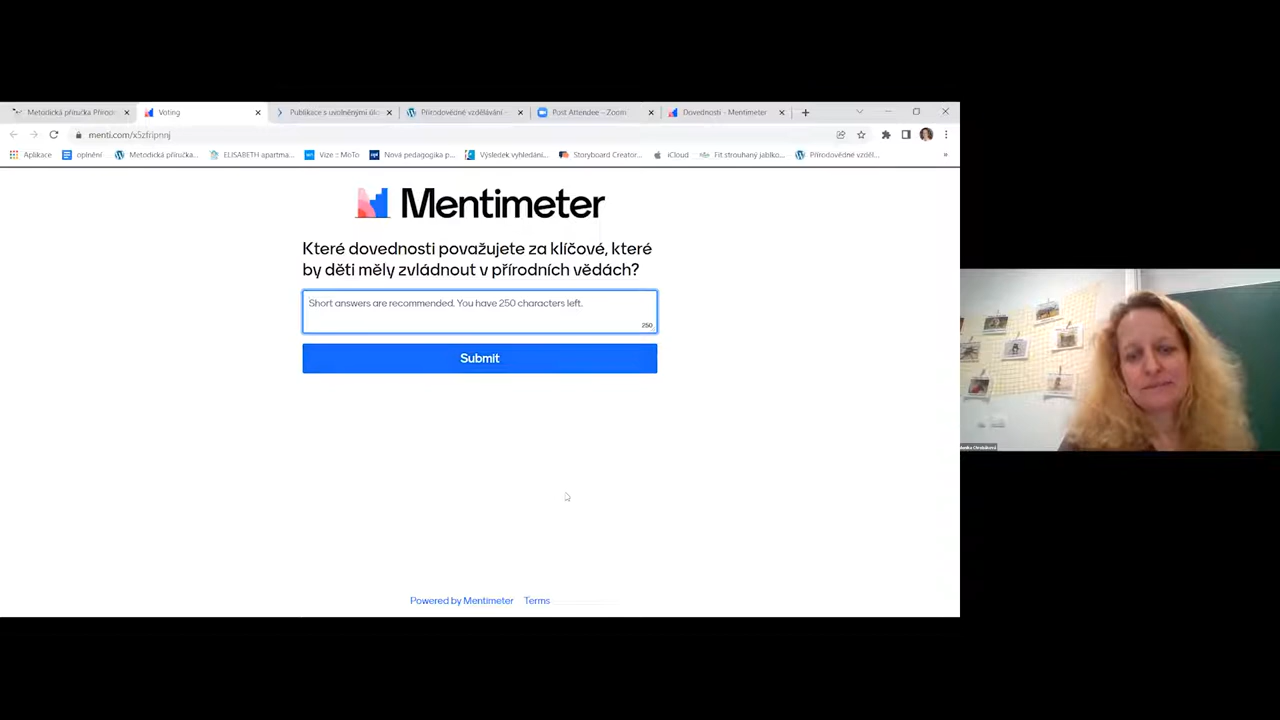 Metodická příručka Přírod
Voting
Publikace s uvolněnými úlo
Přírodovědné vzdělávání –
Post Attendee - Zoom
Dovednosti - Mentimeter
menti.com/x5zfripnnj
Aplikace
oplnění
Metodická příručka...
ELISABETH apartma...
Vize :: MoTo
Nová pedagogika p...
Výsledek vyhledání...
Storyboard Creator...
iCloud
Fit strouhaný jablko...
Přírodovědné vzděl...
Mentimeter
Které dovednosti považujete za klíčové, které
by děti měly zvládnout v přírodních vědách?
Short answers are recommended. You have 250 characters left.
250
Submit
Powered by Mentimeter
Terms